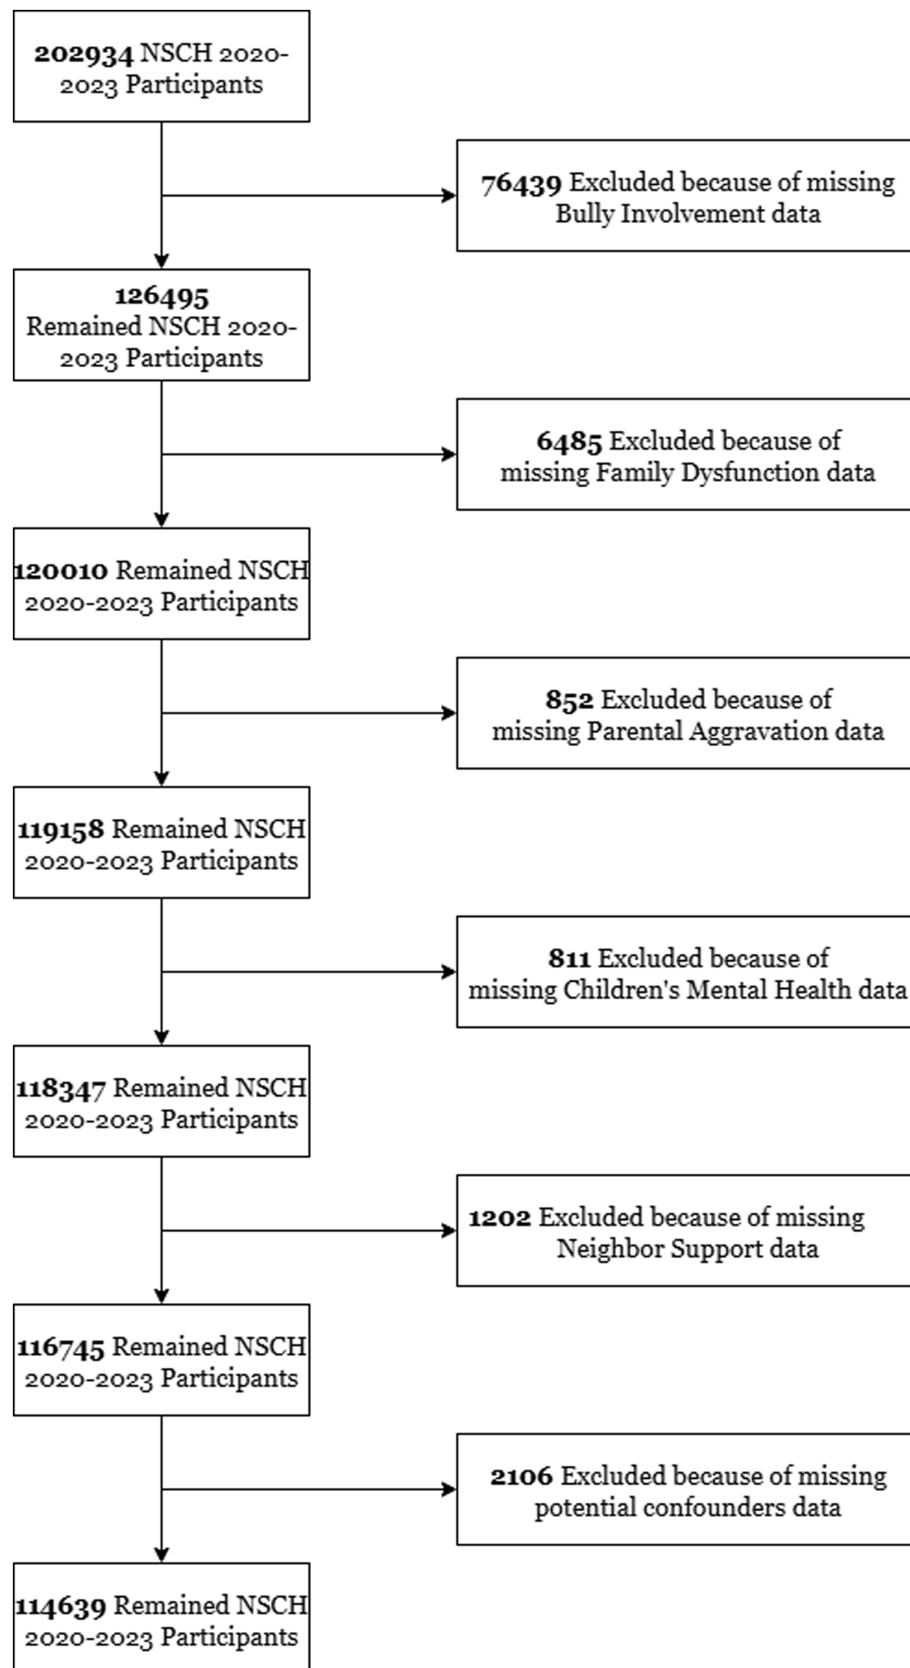 202934 NSCH 2020-
2023 Participants
76439 Excluded because of missing
Bully Involvement data
126495
Remained NSCH 2020-
2023 Participants
6485 Excluded because of
missing Family Dysfunction data
120010 Remained NSCH
2020-2023 Participants
852 Excluded because of
missing Parental Aggravation data
119158 Remained NSCH
2020-2023 Participants
811 Excluded because of
missing Children's Mental Health data
118347 Remained NSCH
2020-2023 Participants
1202 Excluded because of missing
Neighbor Support data
116745 Remained NSCH
2020-2023 Participants
2106 Excluded because of missing
potential confounders data
114639 Remained NSCH
2020-2023 Participants